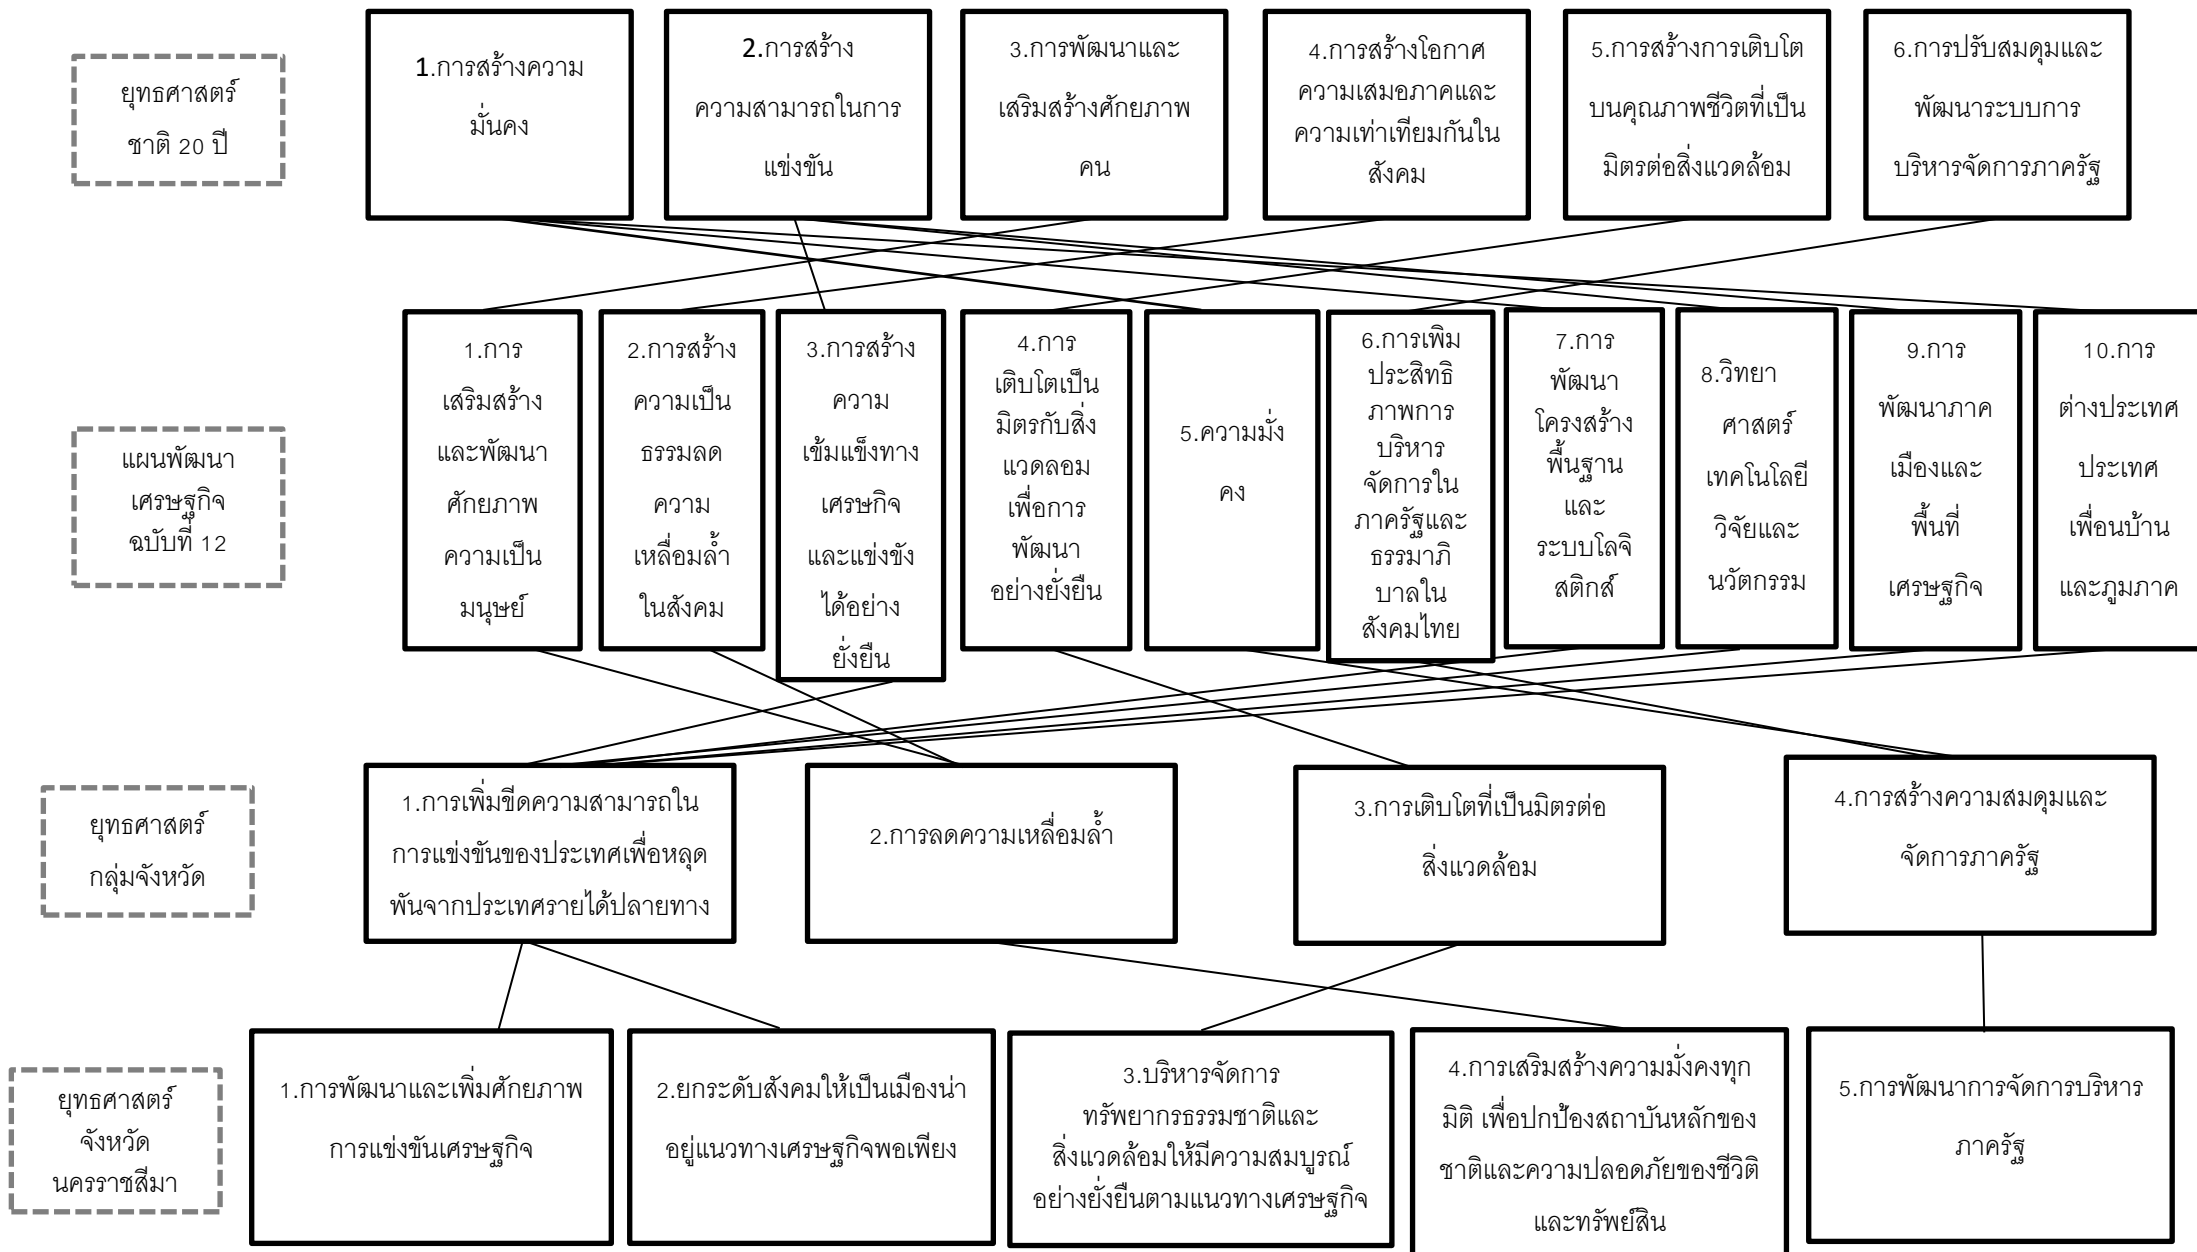 ยุทธศาสตร์
ชาติ 20 ปี
1.การสร้างความ
มั่นคง
2.การสร้าง
ความสามารถในการ
แข่งขัน
3.การพัฒนาและ
เสริมสร้างศักยภาพ
คน
4.การสร้างโอกาศ
ความเสมอภาคและ
ความเท่าเทียมกันใน
สังคม
5.การสร้างการเติบโต
บนคุณภาพชีวิตที่เป็น
มิตรต่อสิ่งแวดล้อม
6.การปรับสมดุมและ
พัฒนาระบบการ
บริหารจัดการภาครัฐ
แผนพัฒนา
เศรษฐกิจ
ฉบับที่ 12
1.การ
เสริมสร้าง
และพัฒนา
ศักยภาพ
ความเป็น
มนุษย์
2.การสร้าง
ความเป็น
ธรรมลด
ความ
เหลื่อมล้ำ
ในสังคม
3.การสร้าง
ความ
เข้มแข็งทาง
เศรษกิจ
และแข่งขัง
ได้อย่าง
ยั่งยืน
4.การ
เติบโตเป็น
มิตรกับสิ่ง
แวดลอม
เพื่อการ
พัฒนา
อย่างยั่งยืน
5.ความมั่ง
คง
6.การเพิม
ประสิทธิ
ภาพการ
บริหาร
จัดการใน
ภาครัฐและ
ธรรมาภิ
บาลใน
สังคมไทย
7.การ
พัฒนา
โครงสร้าง
พื้นฐาน
และ
ระบบโลจิ
สติกส์
8.วิทยา
ศาสตร์
เทคโนโลยี
วิจัยและ
นวัตกรรม
9.การ
พัฒนาภาค
เมืองและ
พื้นที่
เศรษฐกิจ
10.การ
ต่างประเทศ
ประเทศ
เพื่อนบ้าน
และภูมภาค
ยุทธศาสตร์
กลุ่มจังหวัด
1.การเพิ่มขีดความสามารถใน
การแข่งขันของประเทศเพื่อหลุด
พันจากประเทศรายได้ปลายทาง
2.การลดความเหลื่อมล้ำ
3.การเติบโตที่เป็นมิตรต่อ
สิ่งแวดล้อม
4.การสร้างความสมดุมและ
จัดการภาครัฐ
ยุทธศาสตร์
จังหวัด
นครราชสีมา
1.การพัฒนาและเพิ่มศักยภาพ
การแข่งขันเศรษฐกิจ
2.ยกระดับสังคมให้เป็นเมืองน่า
อยู่แนวทางเศรษฐกิจพอเพียง
3.บริหารจัดการ
ทรัพยากรธรรมชาติและ
สิ่งแวดล้อมให้มีความสมบูรณ์
อย่างยั่งยืนตามแนวทางเศรษฐกิจ
4.การเสริมสร้างความมั่งคงทุก
มิติ เพื่อปกป้องสถาบันหลักของ
ชาติและความปลอดภัยของชีวิติ
และทรัพย์สิน
5.การพัฒนาการจัดการบริหาร
ภาครัฐ